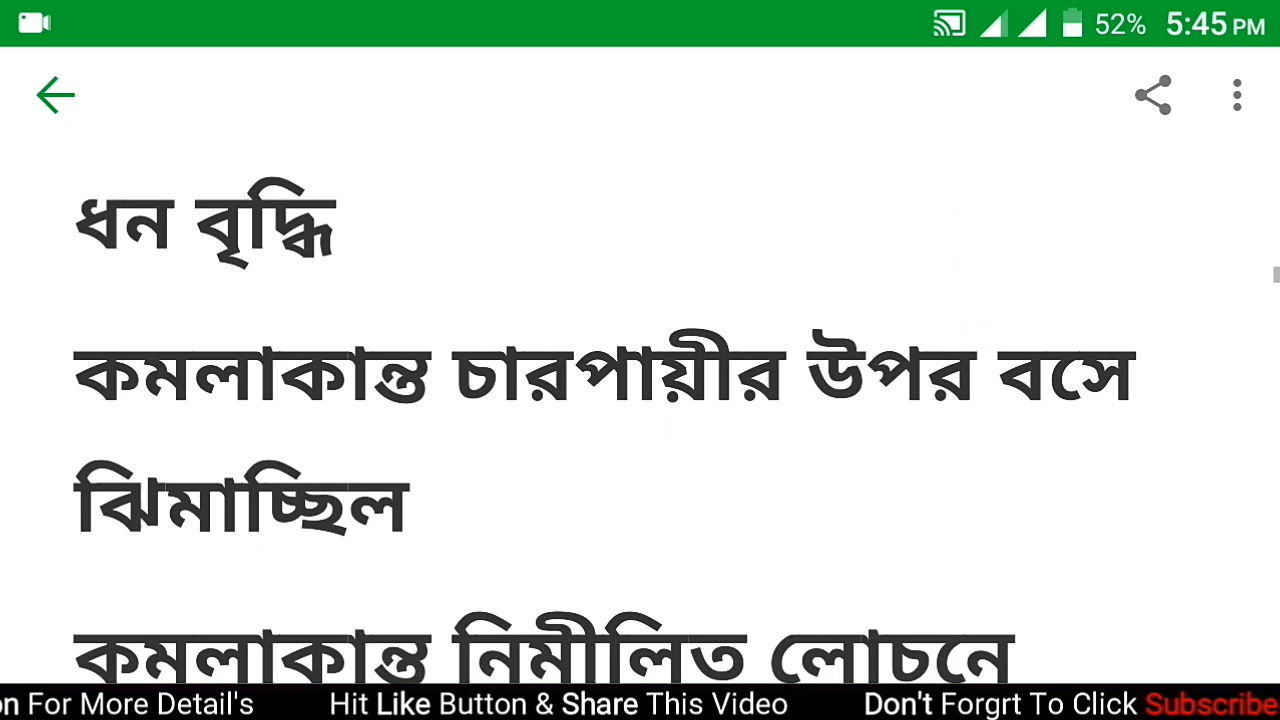 52% 5:45 PM
ধন বৃদ্ধি
কমলাকান্ত চারপায়ীর উপর বসে
ঝিমাচ্ছিল
কমলাকান্ত নিমীলিত লোচনে
on For More Detail's Hit Like Button & Share This Video Don't Forgrt To Click Subscribe